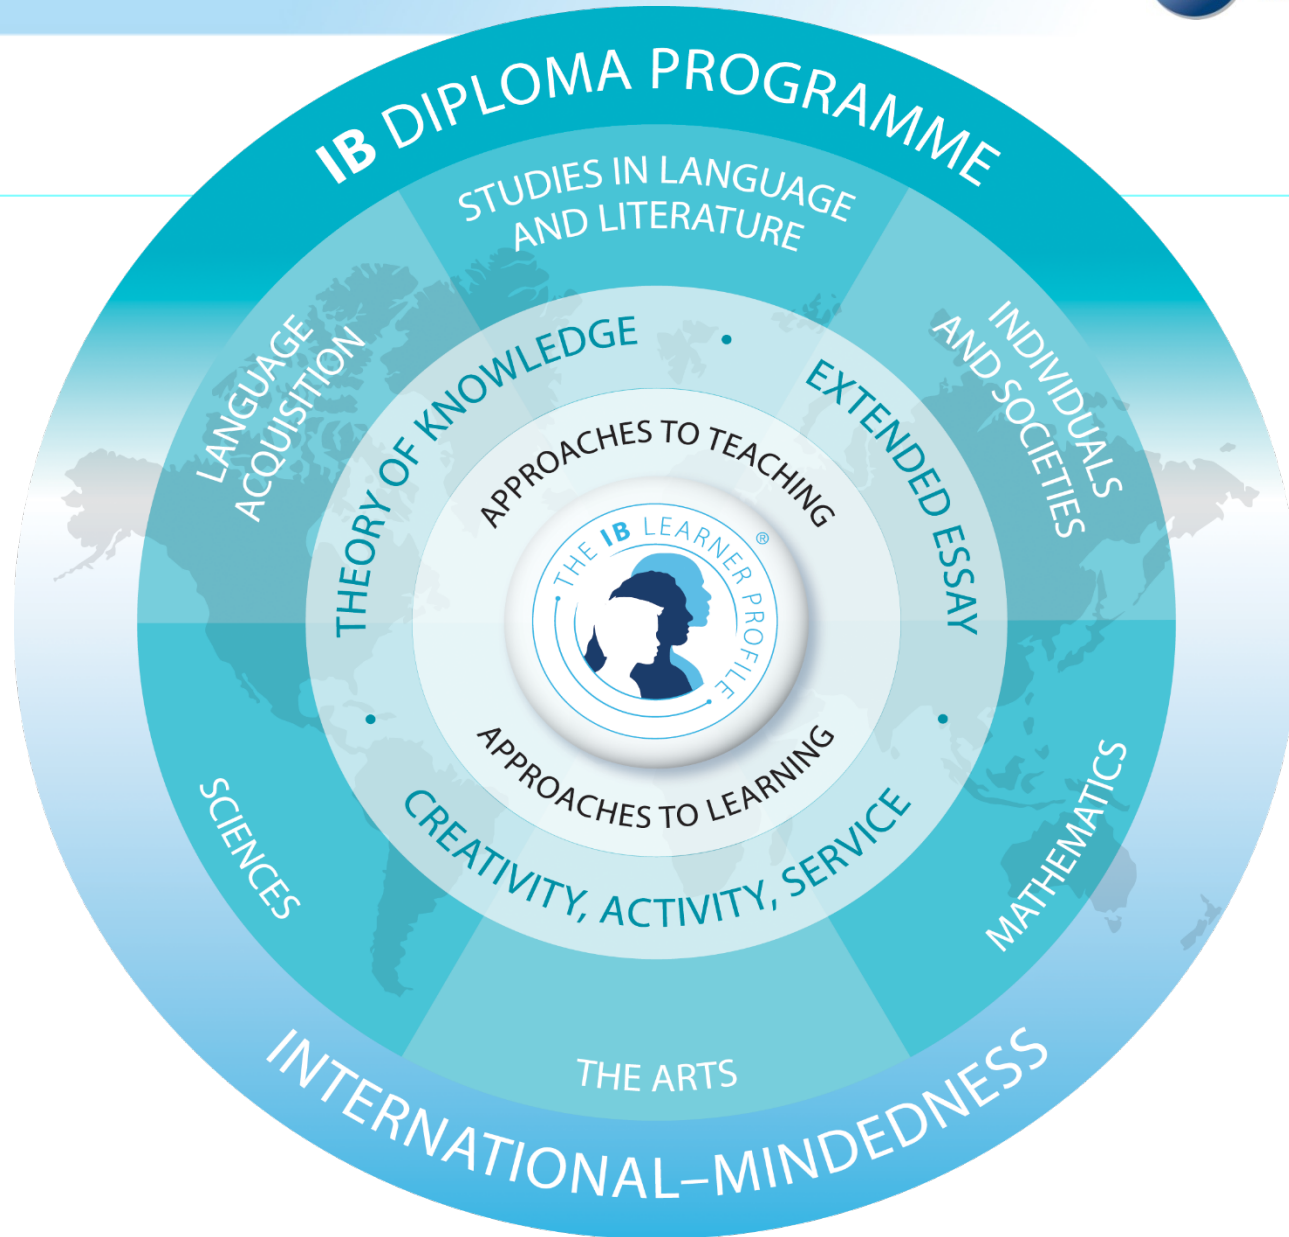 IB DIPLOMA PROGRAMME
STUDIES IN LANGUAGE
AND LITERATURE
LANGUAGE
ACQUISITION
INDIVIDUALS
AND SOCIETIES
THEORY OF KNOWLEDGE
•
EXTENDED ESSAY
•
CREATIVITY, ACTIVITY, SERVICE
•
APPROACHES TO TEACHING
THE IB LEARNER PROFILE ®
APPROACHES TO LEARNING
SCIENCES
MATHEMATICS
THE ARTS
INTERNATIONAL–MINDEDNESS